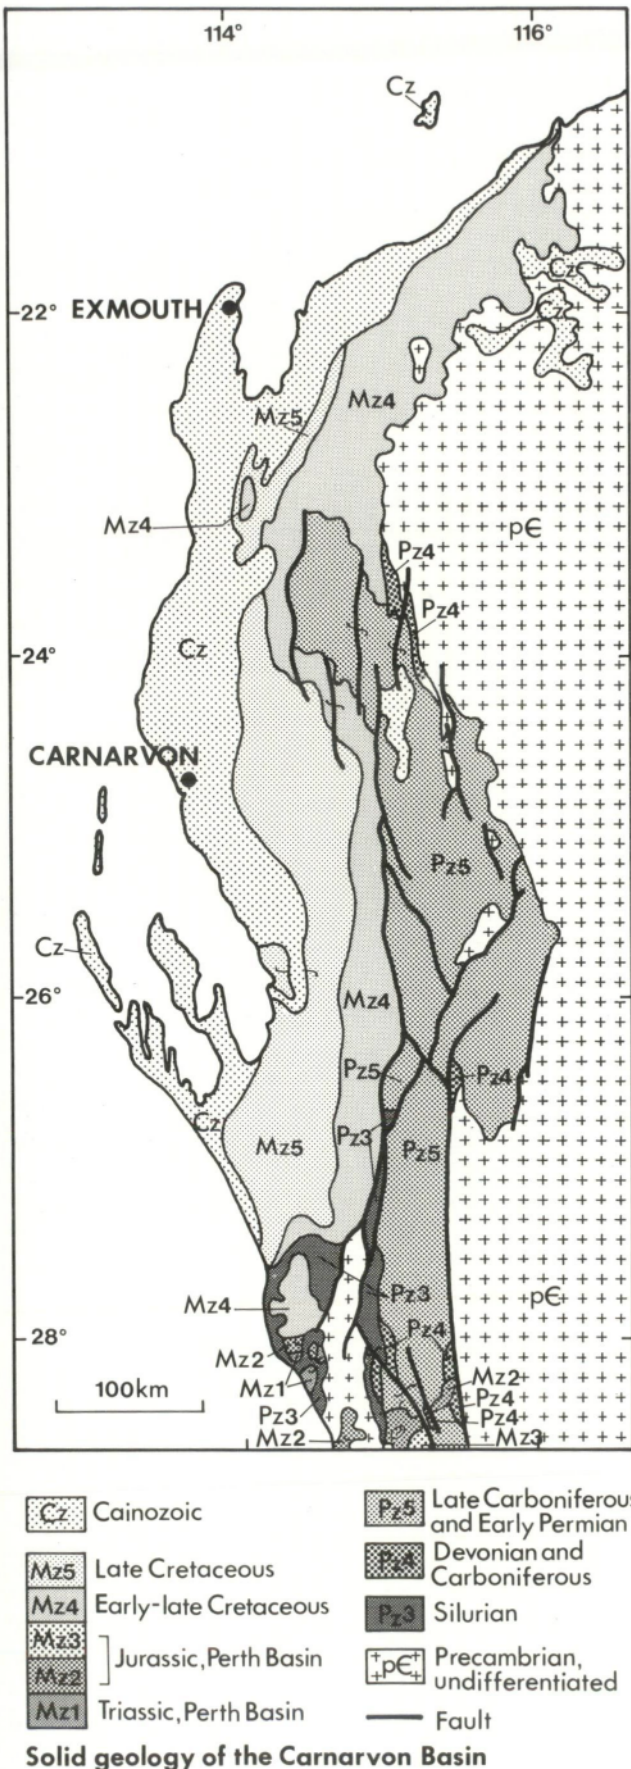 114°
116°
Cz
Cz
22°
EXMOUTH
Cz
Mz4
Mz5
Mz4
pЄ
Pz4
Pz4
24°
Cz
CARNARVON
Pz5
Cz
26°
Mz4
Pz5
Pz4
Cz
Pz3
Mz5
Pz5
pЄ
Pz3
Mz4
28°
Pz4
Mz2
Mz2
Mz1
Pz4
100km
Pz3
Pz4
Mz2
Mz3
Cz Cainozoic
Mz5 Late Cretaceous
Mz4 Early-late Cretaceous
Mz3
Jurassic, Perth Basin
Mz2
Mz1 Triassic, Perth Basin
Pz5 Late Carboniferous
and Early Permian
Pz4 Devonian and
Carboniferous
Pz3 Silurian
pЄ Precambrian,
undifferentiated
Fault
Solid geology of the Carnarvon Basin